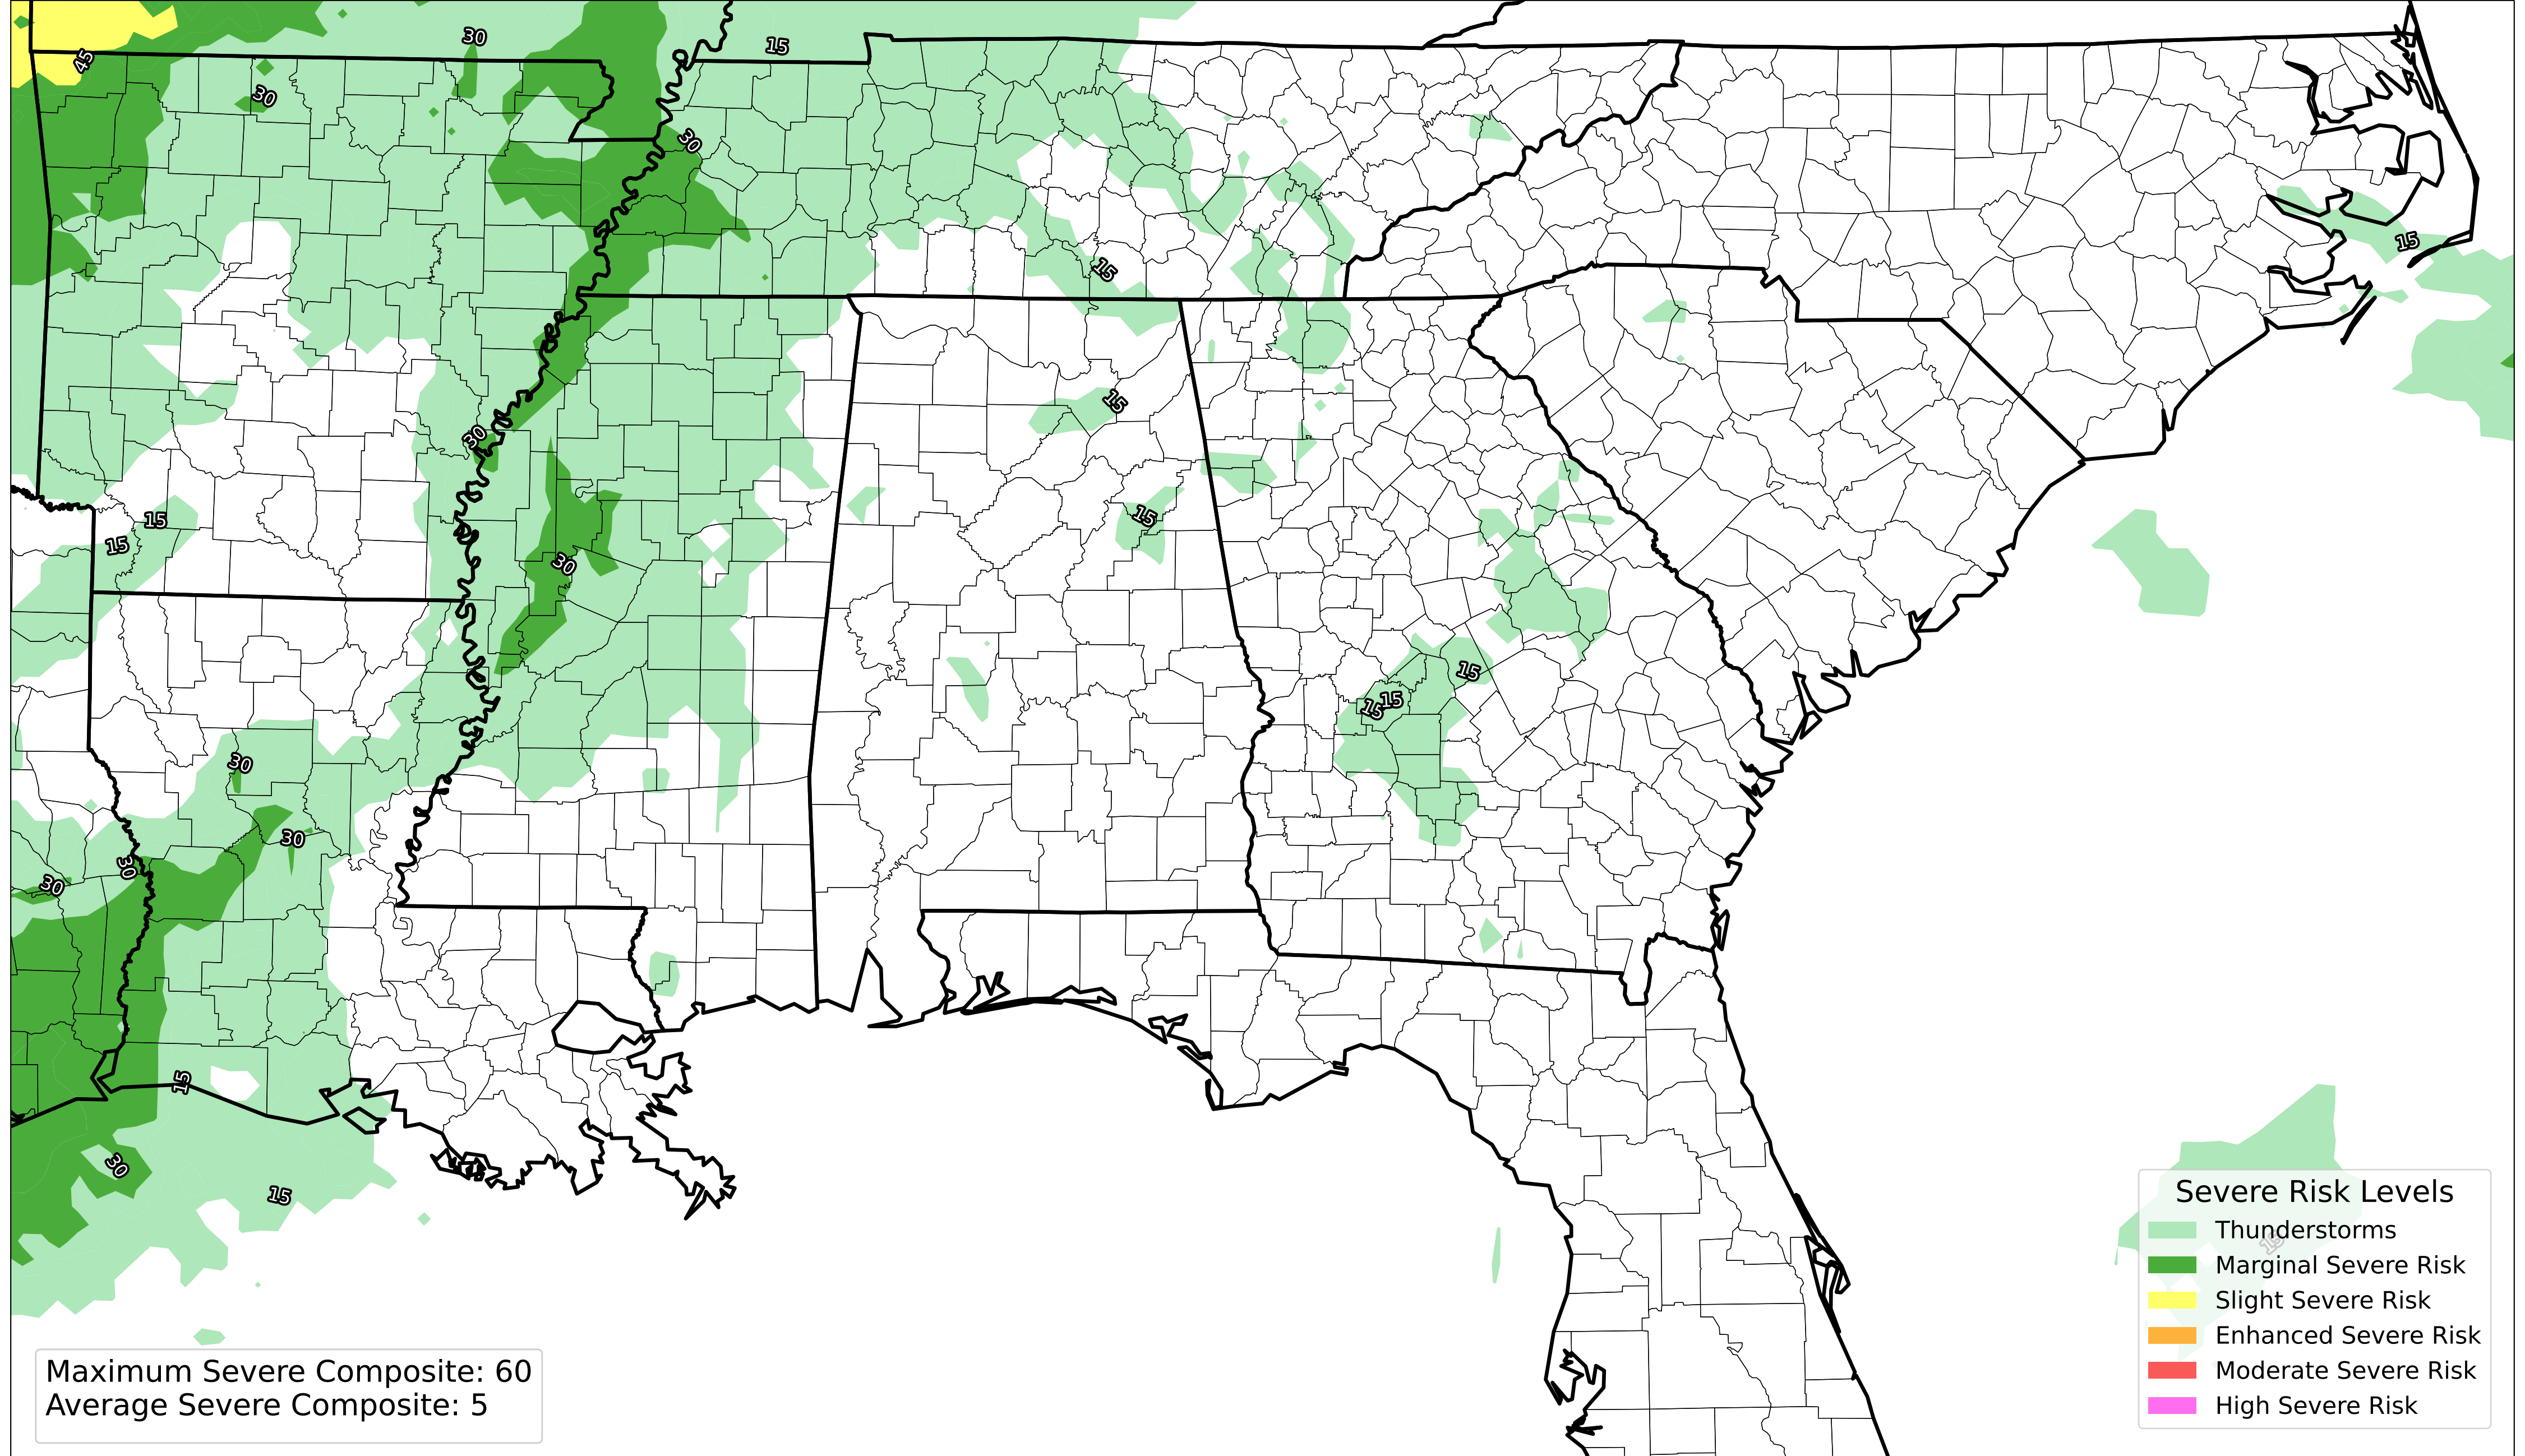 30
15
45
30
30
15
15
15
30
15
15
15
30
15
15
15
30
30
30
30
15
30
15
15
Severe Risk Levels
Thunderstorms
Marginal Severe Risk
Slight Severe Risk
Enhanced Severe Risk
Moderate Severe Risk
High Severe Risk
Maximum Severe Composite: 60
Average Severe Composite: 5